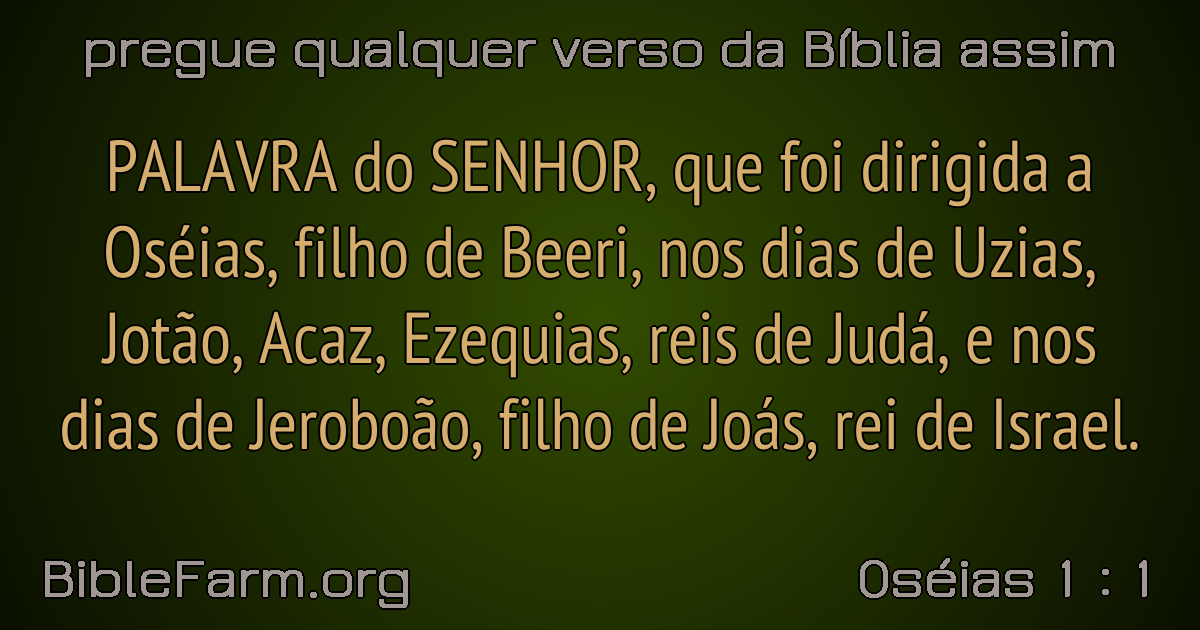 pregue qualquer verso da Bíblia assim
PALAVRA do SENHOR, que foi dirigida a
Oséias, filho de Beeri, nos dias de Uzias,
Jotão, Acaz, Ezequias, reis de Judá, e nos
dias de Jeroboão, filho de Joás, rei de Israel.
BibleFarm.org
Oséias 1 : 1